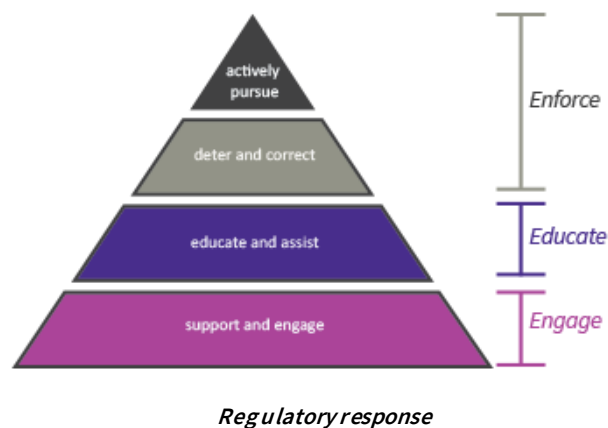 actively
pursue
Enforce
deter and correct
educate and assist
Educate
support and engage
Engage
Regulatory response